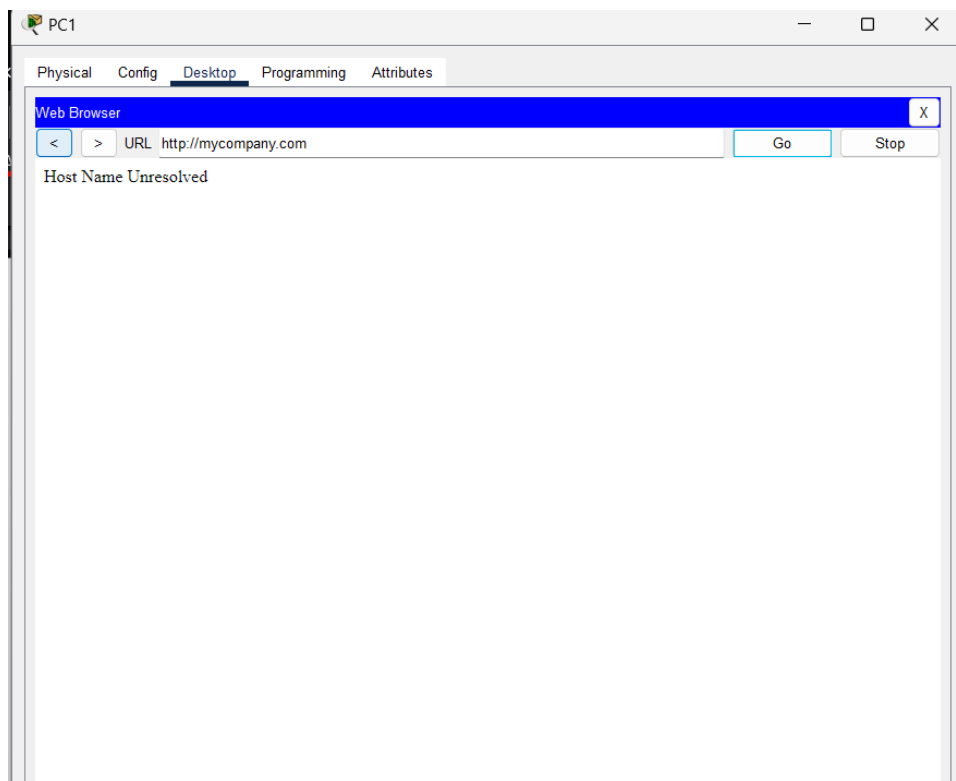 PC1
Physical Config Desktop Programming Attributes
Web Browser X
< > URL http://mycompany.com Go Stop
Host Name Unresolved